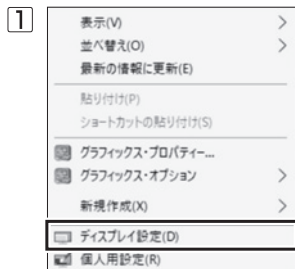 1
表示(V)
並べ替え(O)
最新の情報に更新(E)
貼り付け(P)
ショートカットの貼り付け(S)
グラフィックス・プロパティー...
グラフィックス・オプション
新規作成(X)
ディスプレイ設定(D)
個人用設定(R)